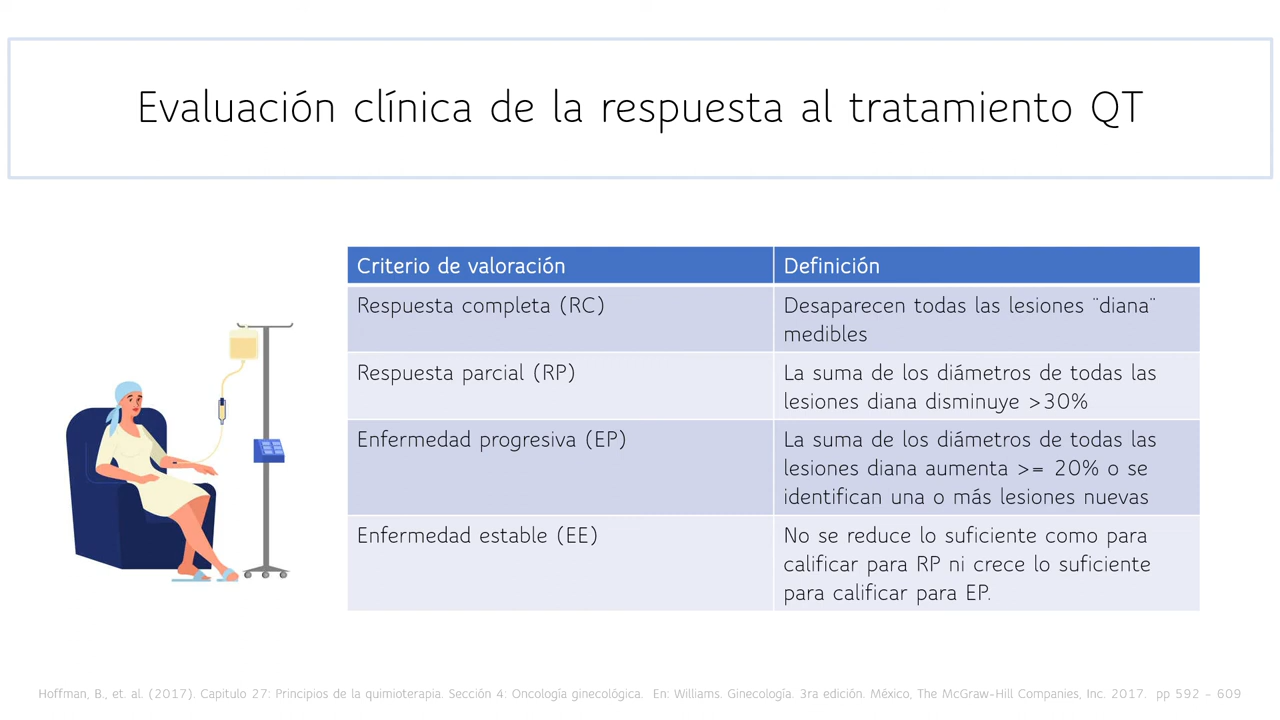 Evaluación clínica de la respuesta al tratamiento QT
Criterio de valoración
Definición
Respuesta completa (RC)
Desaparecen todas las lesiones ¨diana¨
medibles
Respuesta parcial (RP)
La suma de los diámetros de todas las
lesiones diana disminuye >30%
Enfermedad progresiva (EP)
La suma de los diámetros de todas las
lesiones diana aumenta >= 20% o se
identifican una o más lesiones nuevas
Enfermedad estable (EE)
No se reduce lo suficiente como para
calificar para RP ni crece lo suficiente
para calificar para EP.
Hoffman, B., et. al. (2017). Capitulo 27: Principios de la quimioterapia. Sección 4: Oncología ginecológica. En: Williams. Ginecología. 3ra edición. México, The McGraw-Hill Companies, Inc. 2017. pp 592 – 609